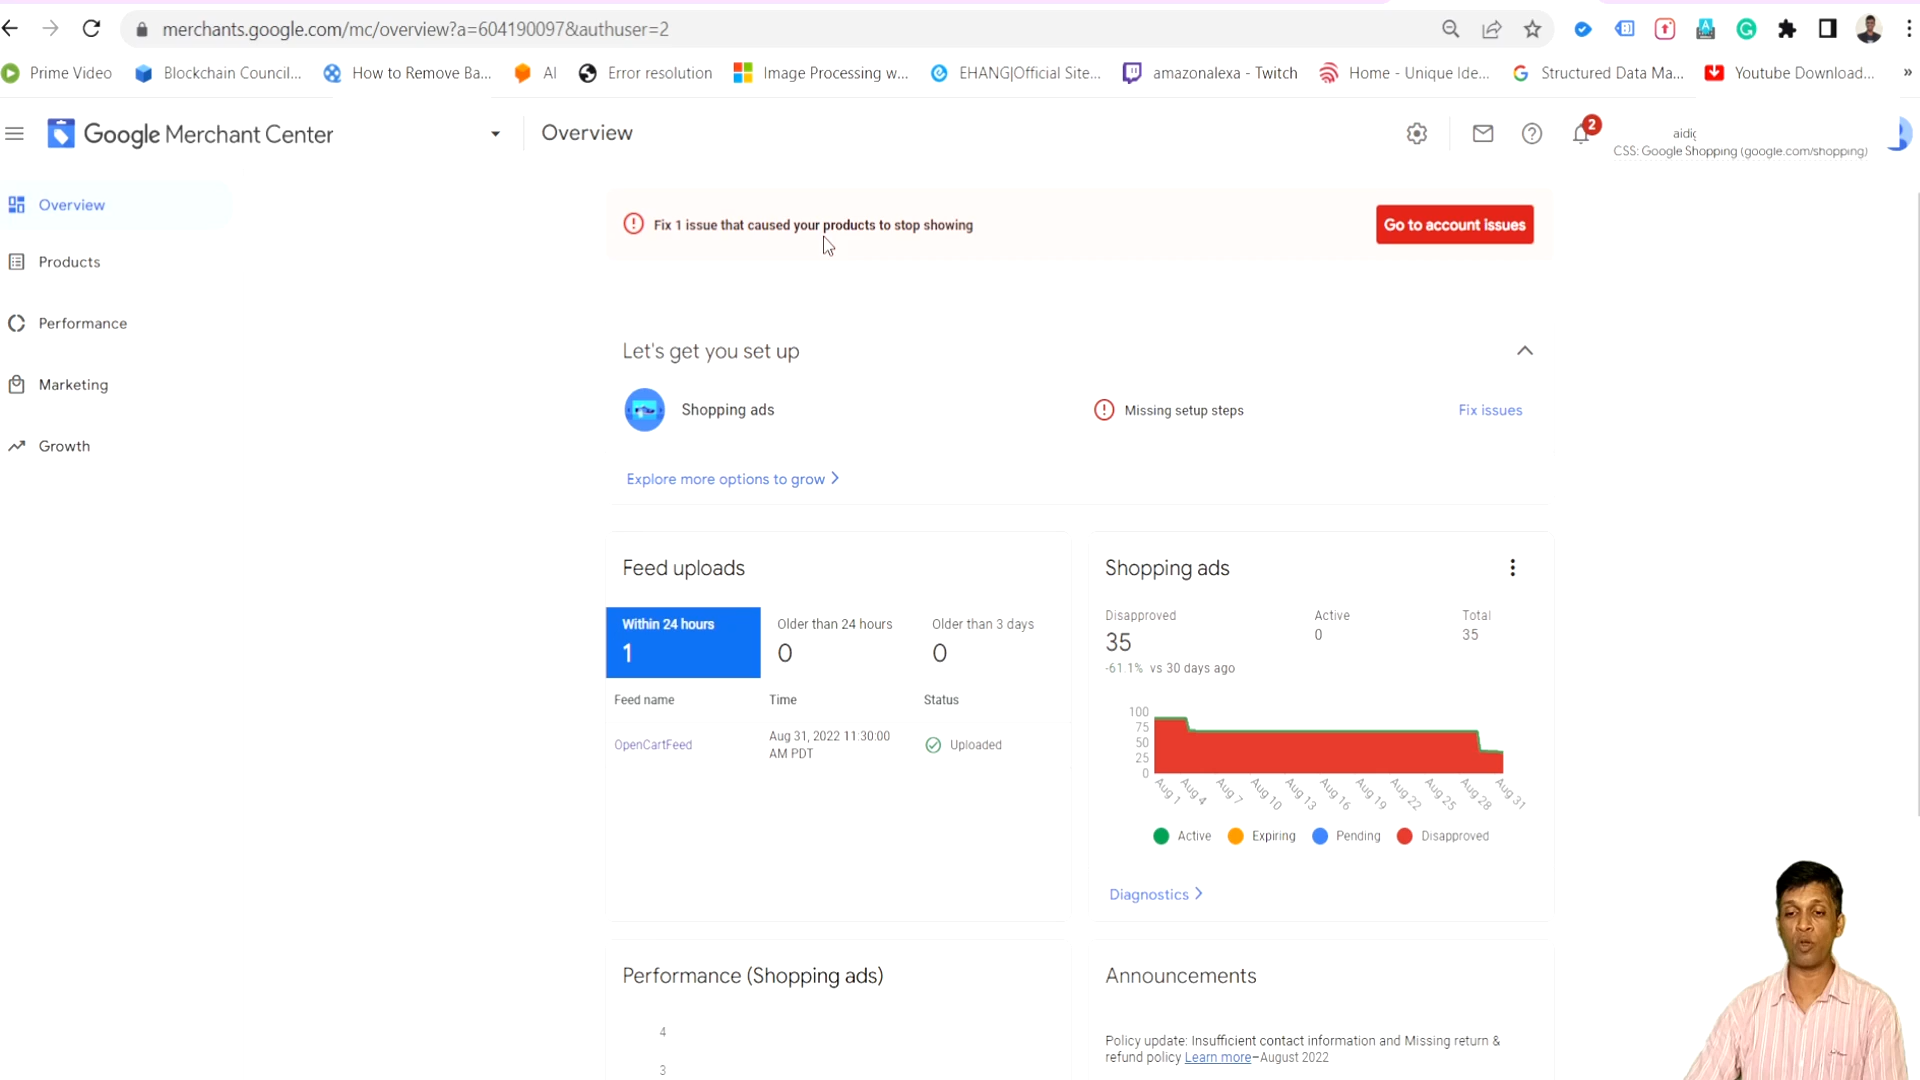 merchants.google.com/mc/overview?a=604190097&authuser=2
Prime Video
Blockchain Council...
How to Remove Ba...
AI
Error resolution
Image Processing w...
EHANG|Official Site...
amazonalexa - Twitch
Home - Unique Ide...
Structured Data Ma...
Youtube Download...
»
Google Merchant Center
Overview
2
aidig
CSS: Google Shopping (google.com/shopping)
Overview
Products
Performance
Marketing
Growth
Fix 1 issue that caused your products to stop showing
Go to account issues
Let's get you set up
Shopping ads
Missing setup steps
Fix issues
Explore more options to grow
Feed uploads
Within 24 hours
1
Older than 24 hours
0
Older than 3 days
0
Feed name
Time
Status
OpenCartFeed
Aug 31, 2022 11:30:00
AM PDT
Uploaded
Shopping ads
Disapproved
35
-61.1% vs 30 days ago
Active
0
Total
35
100
75
50
25
0
Aug 1
Aug 4
Aug 7
Aug 10
Aug 13
Aug 16
Aug 19
Aug 22
Aug 25
Aug 28
Aug 31
Active
Expiring
Pending
Disapproved
Diagnostics
Performance (Shopping ads)
4
3
Announcements
Policy update: Insufficient contact information and Missing return &
refund policy Learn more–August 2022